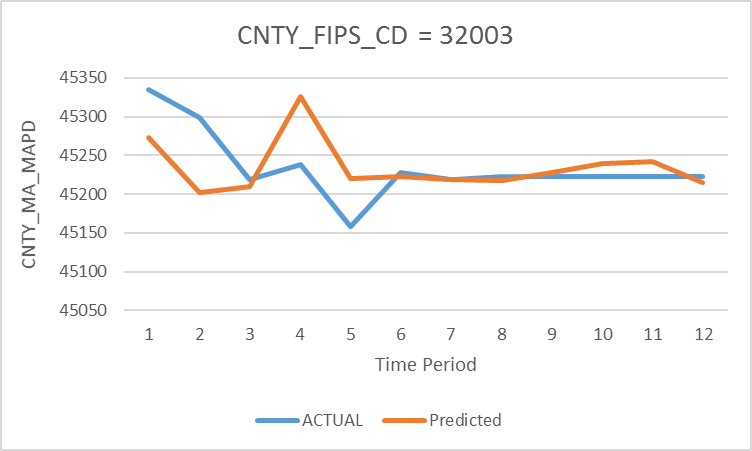 CNTY_FIPS_CD = 32003
CNTY_MA_MAPD
45350
45300
45250
45200
45150
45100
45050
1 2 3 4 5 6 7 8 9 10 11 12
Time Period
ACTUAL Predicted